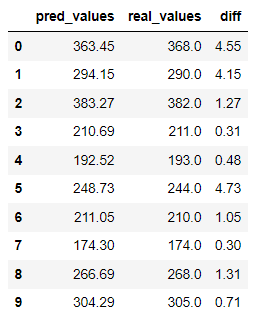 pred_values real_values diff
0 363.45 368.0 4.55
1 294.15 290.0 4.15
2 383.27 382.0 1.27
3 210.69 211.0 0.31
4 192.52 193.0 0.48
5 248.73 244.0 4.73
6 211.05 210.0 1.05
7 174.30 174.0 0.30
8 266.69 268.0 1.31
9 304.29 305.0 0.71